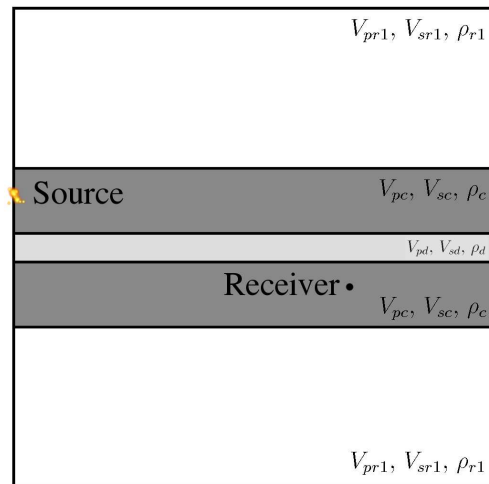 V_{pr1}, V_{sr1}, ρ_{r1}
Source V_{pc}, V_{sc}, ρ_c
V_{pd}, V_{sd}, ρ_d
Receiver
V_{pc}, V_{sc}, ρ_c
V_{pr1}, V_{sr1}, ρ_{r1}